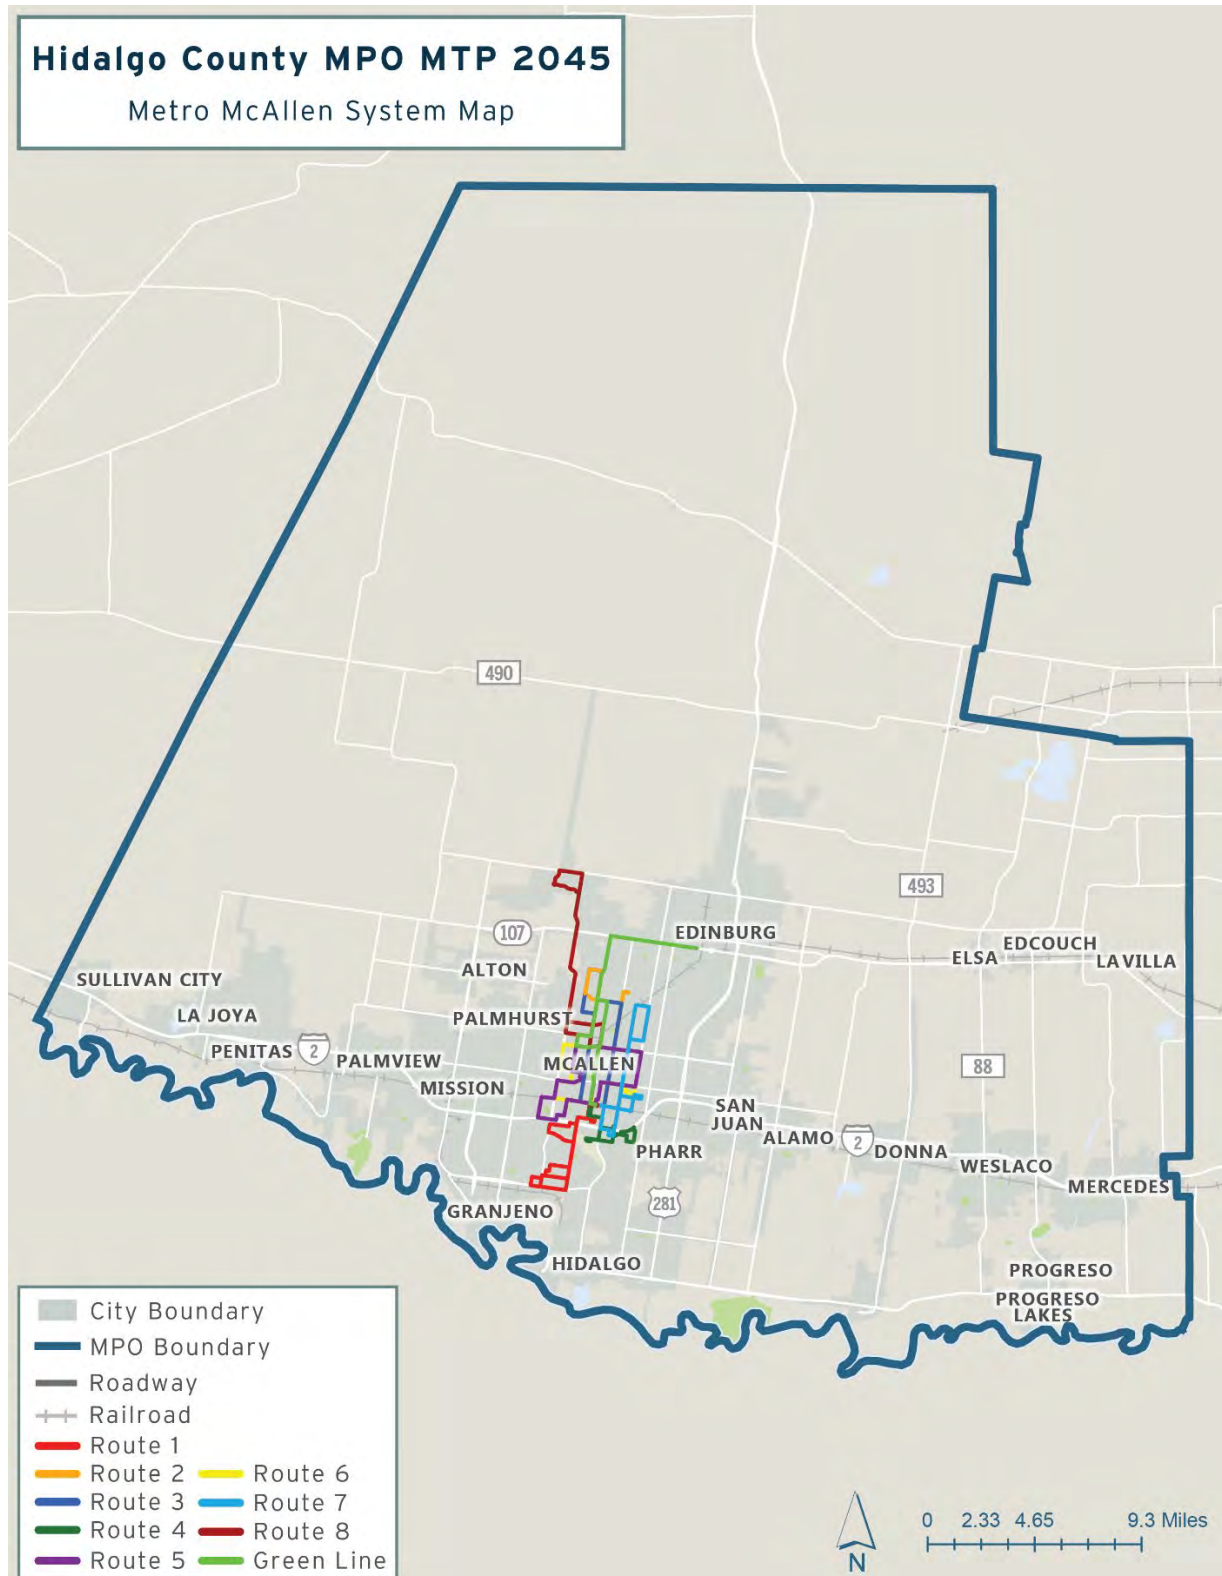 Hidalgo County MPO MTP 2045
Metro McAllen System Map
490
493
107
EDINBURG
EDCOUCH
ELSA
LA VILLA
ALTON
SULLIVAN CITY
LA JOYA
PALMHURST
PENITAS
2
PALMVIEW
MCALLEN
88
MISSION
SAN
JUAN
ALAMO
2
DONNA
PHARR
WESLACO
MERCEDES
281
GRANJENO
HIDALGO
PROGRESO
PROGRESO
LAKES
City Boundary
MPO Boundary
Roadway
Railroad
Route 1
Route 2
Route 6
Route 3
Route 7
Route 4
Route 8
Route 5
Green Line
N
0 2.33 4.65 9.3 Miles